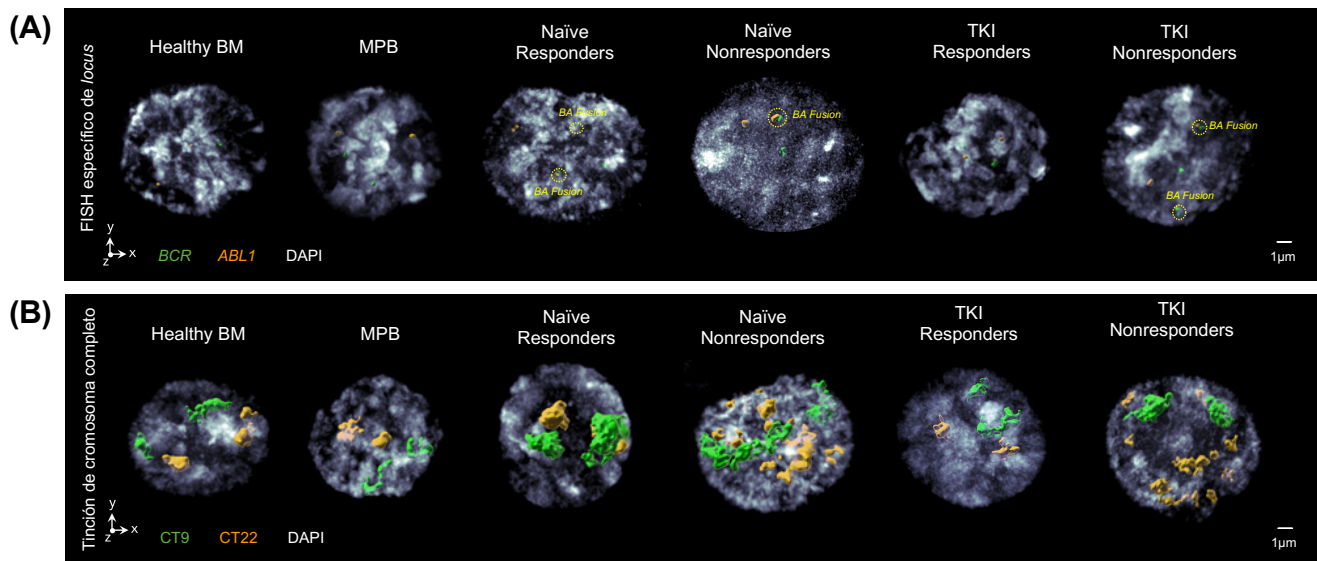 (A)
FISH específico de locus
Healthy BM
MPB
Naïve
Responders
Naïve
Nonresponders
TKI
Responders
TKI
Nonresponders
BA Fusion
BA Fusion
BA Fusion
BA Fusion
BA Fusion
y
z
x
BCR ABL1 DAPI
1µm
(B)
Tinción de cromosoma completo
Healthy BM
MPB
Naïve
Responders
Naïve
Nonresponders
TKI
Responders
TKI
Nonresponders
y
z
x
CT9 CT22 DAPI
1µm